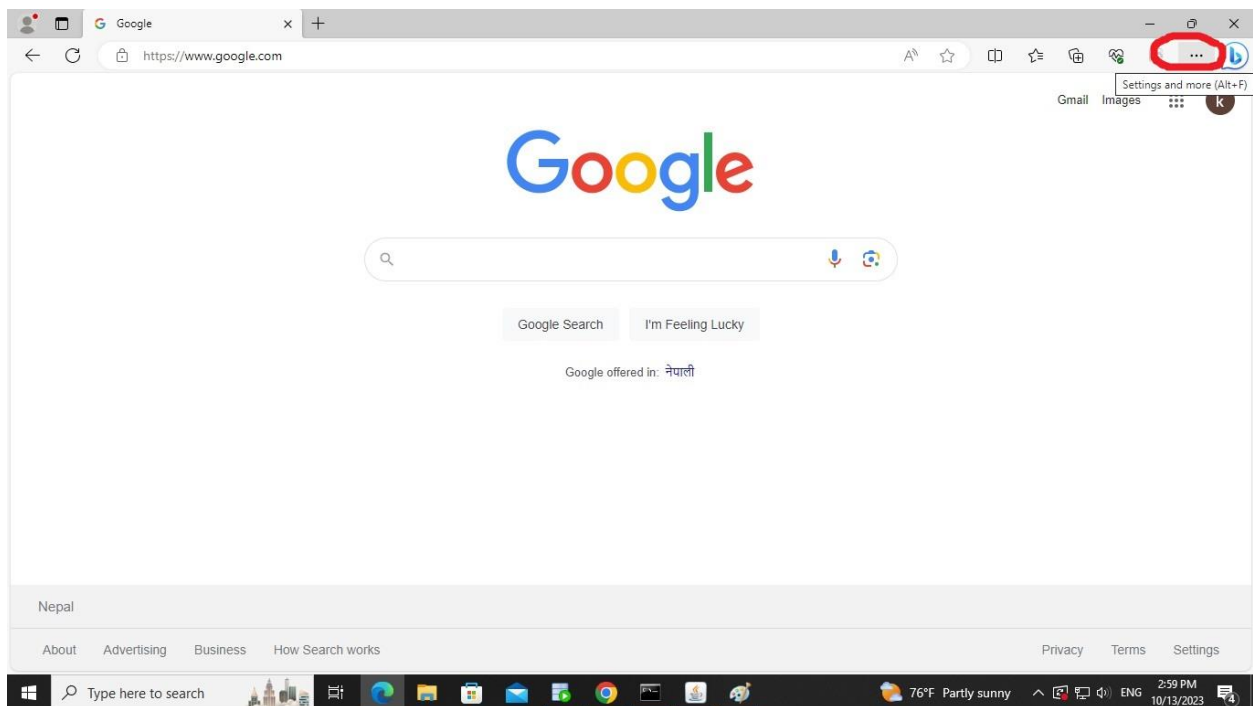 Google
https://www.google.com
Settings and more (Alt+F)
Gmail Images
k
Google
Google Search I'm Feeling Lucky
Google offered in: नेपाली
Nepal
About Advertising Business How Search works Privacy Terms Settings
Type here to search 76°F Partly sunny ENG 2:59 PM
10/13/2023 4